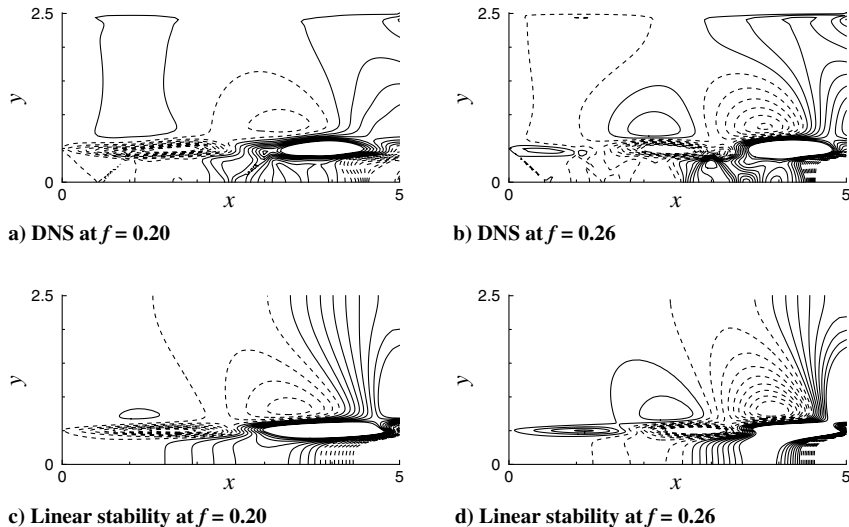 2.5
y
0
0
x
5
a) DNS at f = 0.20
2.5
y
0
0
x
5
b) DNS at f = 0.26
2.5
y
0
0
x
5
c) Linear stability at f = 0.20
2.5
y
0
0
x
5
d) Linear stability at f = 0.26